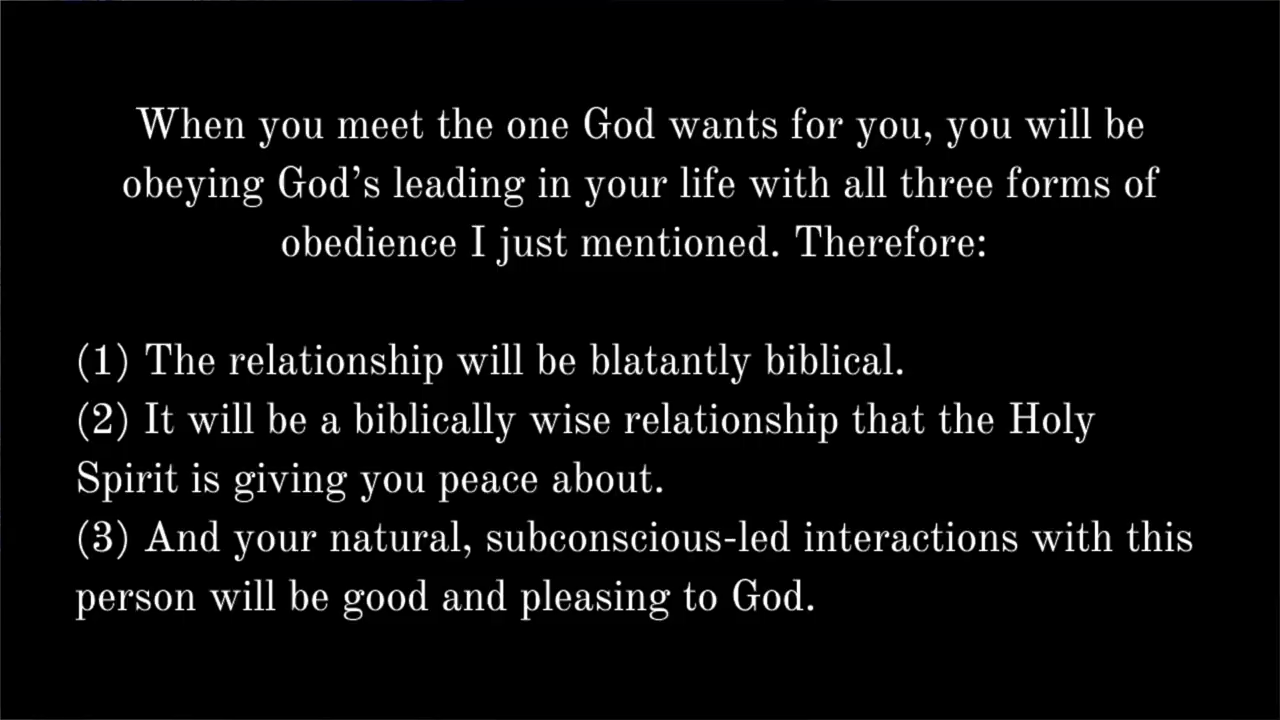 When you meet the one God wants for you, you will be
obeying God’s leading in your life with all three forms of
obedience I just mentioned. Therefore:
(1) The relationship will be blatantly biblical.
(2) It will be a biblically wise relationship that the Holy
Spirit is giving you peace about.
(3) And your natural, subconscious-led interactions with this
person will be good and pleasing to God.